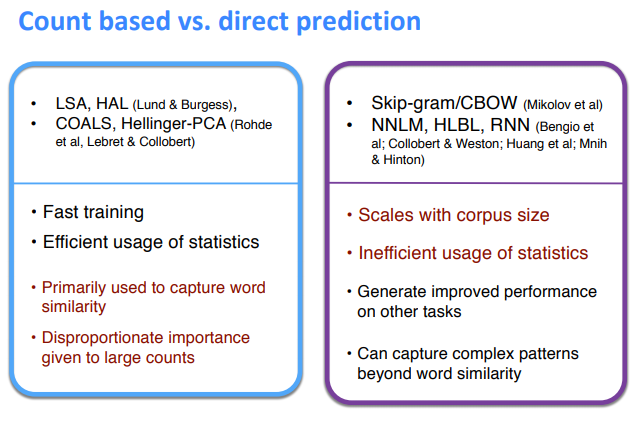 Count based vs. direct prediction
• LSA, HAL (Lund & Burgess),
• COALS, Hellinger-PCA (Rohde
et al, Lebret & Collobert)
• Fast training
• Efficient usage of statistics
• Primarily used to capture word
similarity
• Disproportionate importance
given to large counts
• Skip-gram/CBOW (Mikolov et al)
• NNLM, HLBL, RNN (Bengio et
al; Collobert & Weston; Huang et al; Mnih
& Hinton)
• Scales with corpus size
• Inefficient usage of statistics
• Generate improved performance
on other tasks
• Can capture complex patterns
beyond word similarity